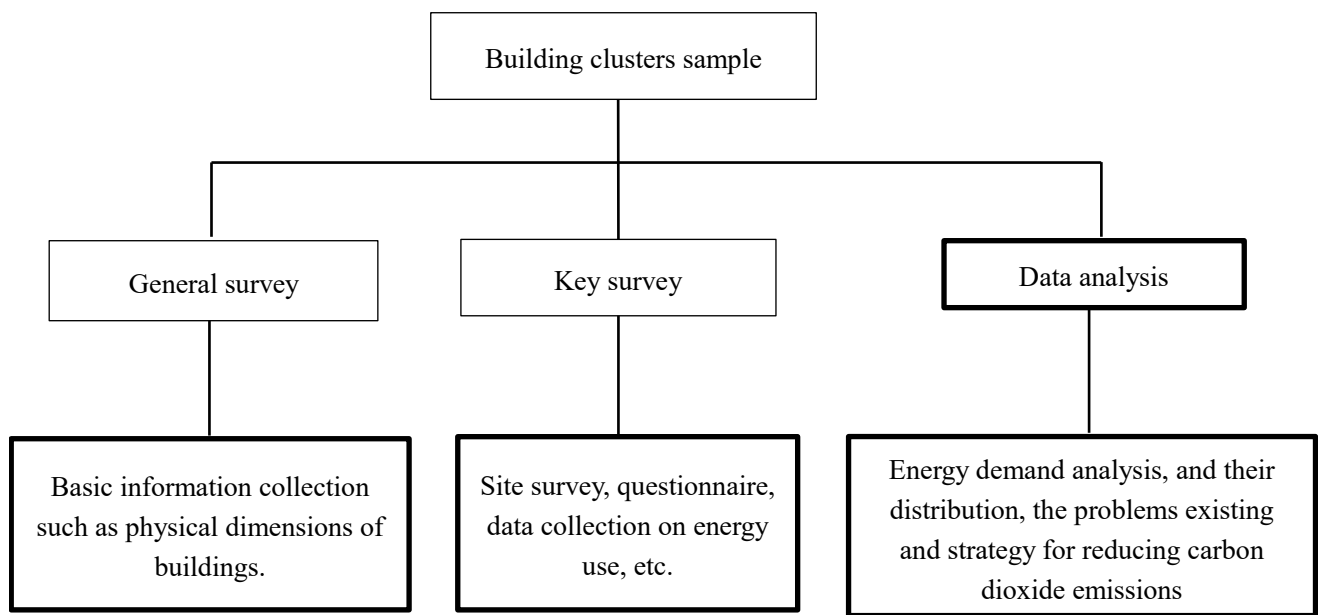 Building clusters sample
General survey
Key survey
Data analysis
Basic information collection
such as physical dimensions of
buildings.
Site survey, questionnaire,
data collection on energy
use, etc.
Energy demand analysis, and their
distribution, the problems existing
and strategy for reducing carbon
dioxide emissions